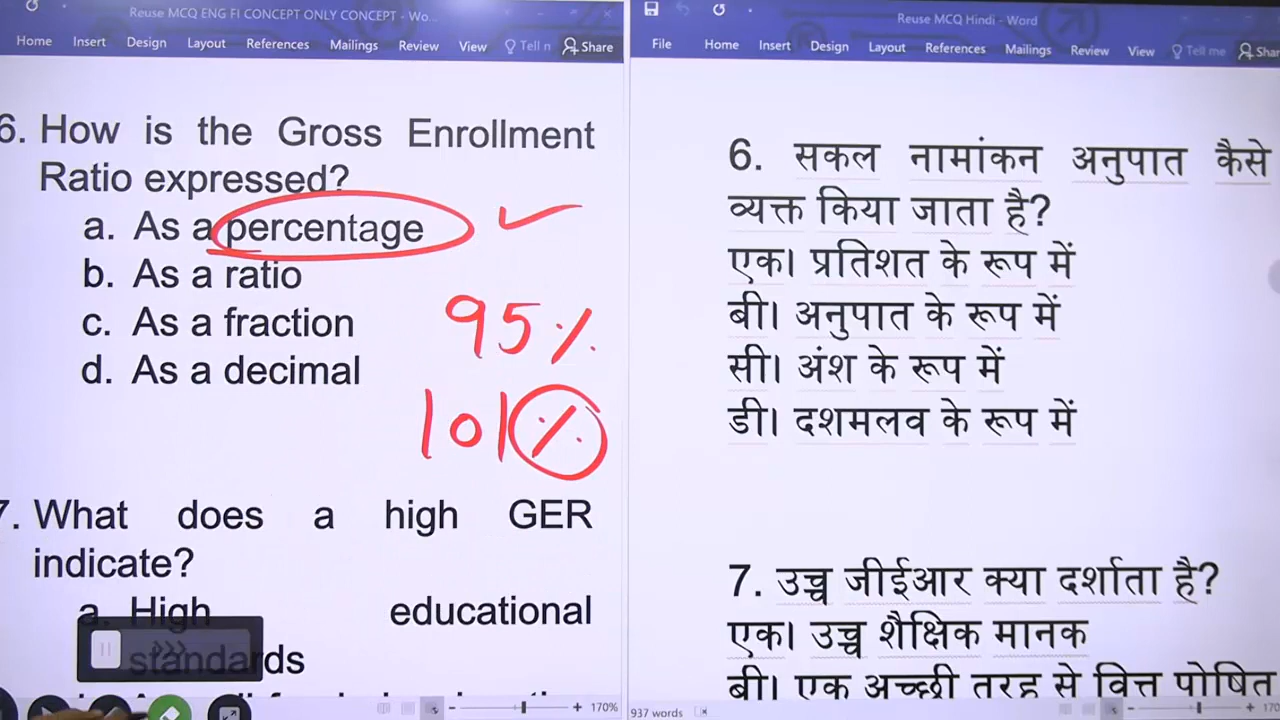 Reuse MCQ ENG FI CONCEPT ONLY CONCEPT - Wo...
Home Insert Design Layout References Mailings Review View Tell n Share
6. How is the Gross Enrollment
Ratio expressed?
a. As a percentage
b. As a ratio
c. As a fraction
d. As a decimal
95%
101%
7. What does a high GER
indicate?
a. High educational
standards
170%
Reuse MCQ Hindi - Word
File Home Insert Design Layout References Mailings Review View Tell me Shar
6. सकल नामांकन अनुपात कैसे
व्यक्त किया जाता है?
एक। प्रतिशत के रूप में
बी। अनुपात के रूप में
सी। अंश के रूप में
डी। दशमलव के रूप में
7. उच्च जीईआर क्या दर्शाता है?
एक। उच्च शैक्षिक मानक
बी। एक अच्छी तरह से वित्त पोषित
937 words
170